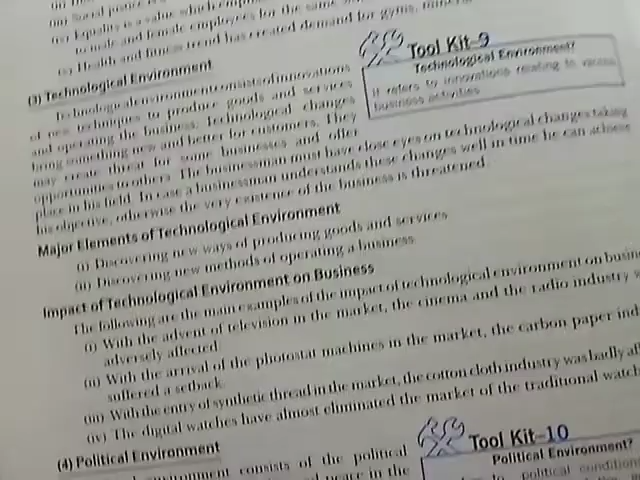 (iii) Social justice is
(iv) Equality is a value which
to male and female employees for the same
(v) Health and fitness trend has created demand for gyms,
(3) Technological Environment
Technological environment consists of innovations
of new techniques to produce goods and services
and operating the business. Technological changes
bring something new and better for customers. They
may create threat for some businesses and offer
opportunities to others. The businessman must have close eyes on technological changes taking
place in his field. In case a businessman understands these changes well in time he can achieve
his objective, otherwise the very existence of the business is threatened.
Tool Kit-9
Technological Environment?
It refers to innovations relating to
business activities.
Major Elements of Technological Environment
(i) Discovering new ways of producing goods and services.
(ii) Discovering new methods of operating a business.
Impact of Technological Environment on Business
The following are the main examples of the impact of technological environment on
(i) With the advent of television in the market, the cinema and the radio industry
adversely affected.
(ii) With the arrival of the photostat machines in the market, the carbon paper
suffered a setback.
(iii) With the entry of synthetic thread in the market, the cotton cloth industry was badly
(iv) The digital watches have almost eliminated the market of the traditional
(4) Political Environment
environment consists of the political
peace in the
Tool Kit-10
Political Environment?
political